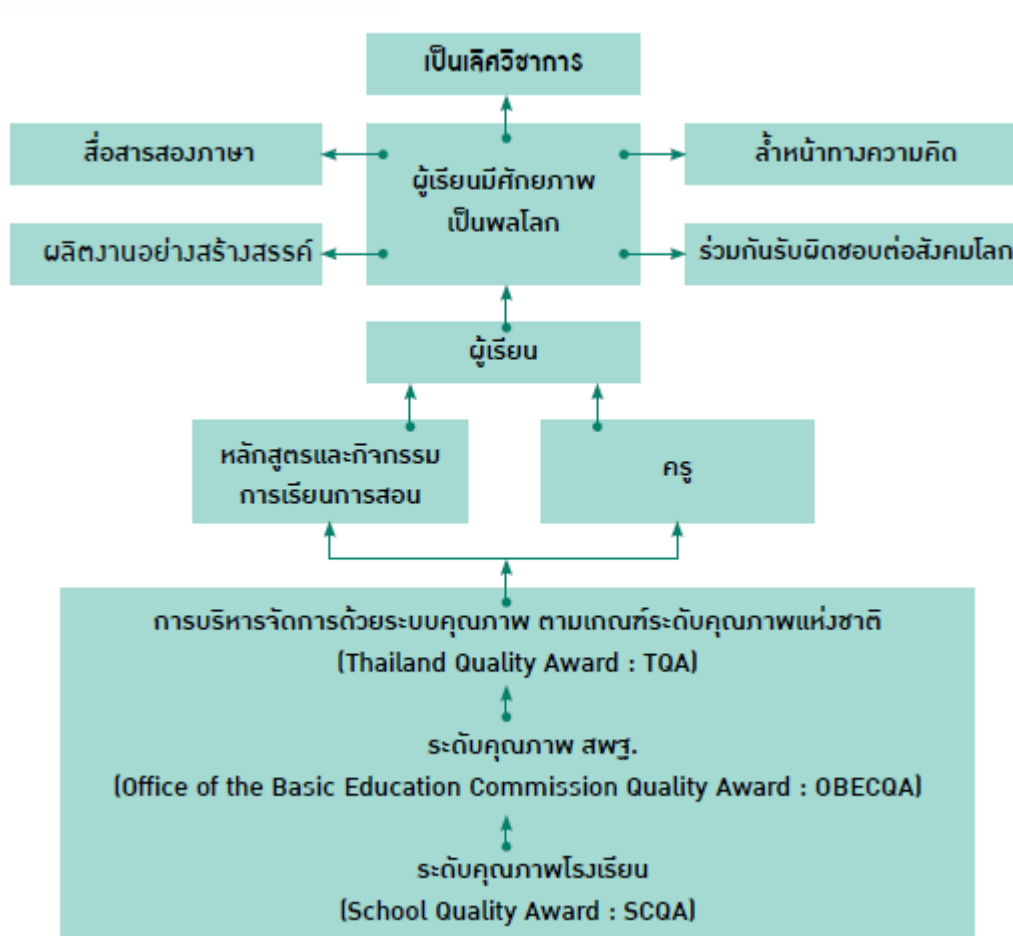 เป็นเลิศวิชาการ
สื่อสารสองภาษา
ล้ำหน้าทางความคิด
ผู้เรียนมีศักยภาพ
เป็นพลโลก
ผลิตงานอย่างสร้างสรรค์
ร่วมกันรับผิดชอบต่อสังคมโลก
ผู้เรียน
หลักสูตรและกิจกรรม
การเรียนการสอน
ครู
การบริหารจัดการด้วยระบบคุณภาพ ตามเกณฑ์ระดับคุณภาพแห่งชาติ
(Thailand Quality Award : TQA)
ระดับคุณภาพ สพฐ.
(Office of the Basic Education Commission Quality Award : OBECQA)
ระดับคุณภาพโรงเรียน
(School Quality Award : SCQA)